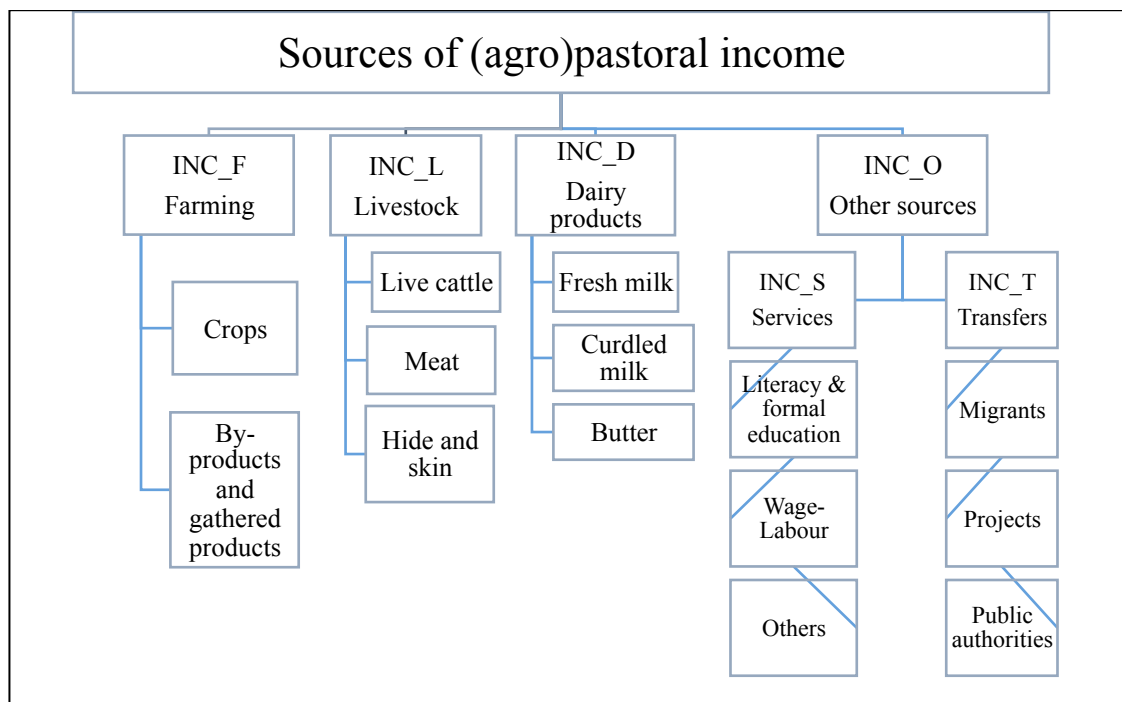 Sources of (agro)pastoral income
INC_F
Farming
INC_L
Livestock
INC_D
Dairy
products
INC_O
Other sources
Crops
By-
products
and
gathered
products
Live cattle
Meat
Hide and
skin
Fresh milk
Curdled
milk
Butter
INC_S
Services
INC_T
Transfers
Literacy &
formal
education
Wage-
Labour
Others
Migrants
Projects
Public
authorities